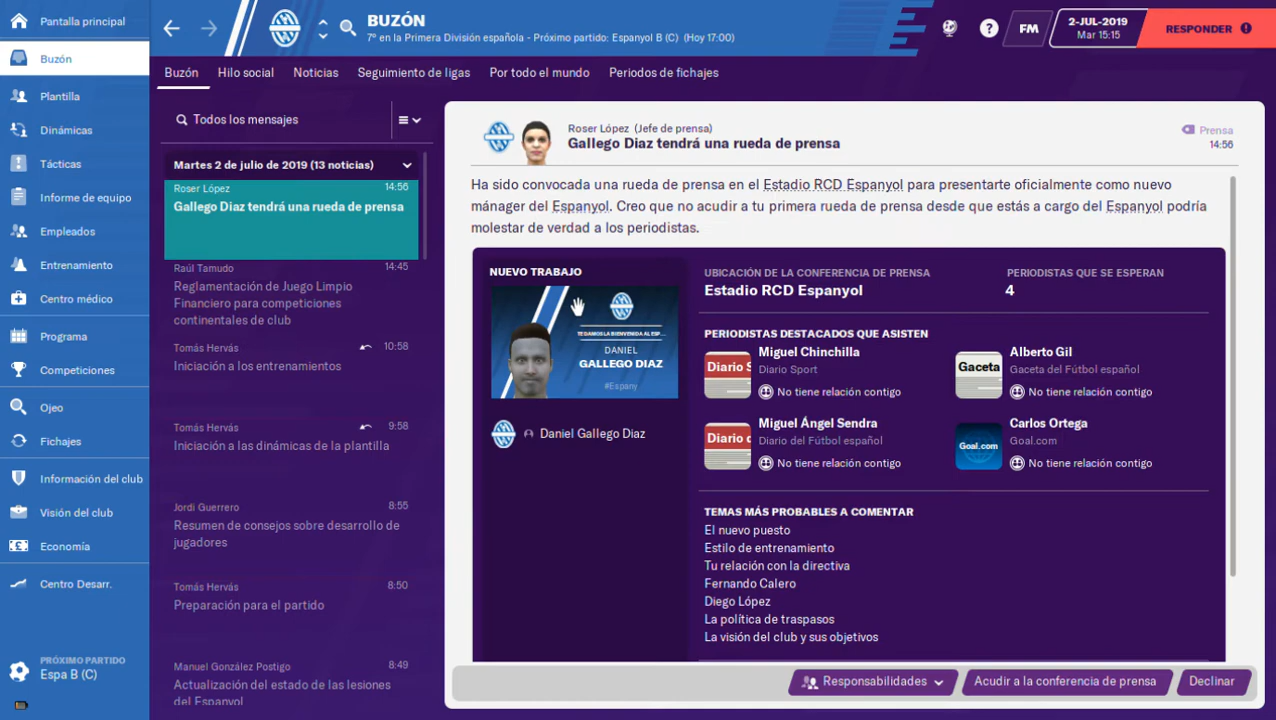 Pantalla principal
Buzón
Plantilla
Dinámicas
Tácticas
Informe de equipo
Empleados
Entrenamiento
Centro médico
Programa
Competiciones
Ojeo
Fichajes
Información del club
Visión del club
Economía
Centro Desarr.
PRÓXIMO PARTIDO
Espa B (C)
BUZÓN
7º en la Primera División española - Próximo partido: Espanyol B (C) (Hoy 17:00)
?
FM
2-JUL-2019
Mar 15:15
RESPONDER
Buzón Hilo social Noticias Seguimiento de ligas Por todo el mundo Periodos de fichajes
Todos los mensajes
Martes 2 de julio de 2019 (13 noticias)
Roser López 14:56
Gallego Diaz tendrá una rueda de prensa
Raúl Tamudo 14:45
Reglamentación de Juego Limpio
Financiero para competiciones
continentales de club
Tomás Hervás 10:58
Iniciación a los entrenamientos
Tomás Hervás 9:58
Iniciación a las dinámicas de la plantilla
Jordi Guerrero 8:55
Resumen de consejos sobre desarrollo de
jugadores
Tomás Hervás 8:50
Preparación para el partido
Manuel González Postigo 8:49
Actualización del estado de las lesiones
del Espanyol
Roser López (Jefe de prensa)
Gallego Diaz tendrá una rueda de prensa
Prensa
14:56
Ha sido convocada una rueda de prensa en el Estadio RCD Espanyol para presentarte oficialmente como nuevo
mánager del Espanyol. Creo que no acudir a tu primera rueda de prensa desde que estás a cargo del Espanyol podría
molestar de verdad a los periodistas.
NUEVO TRABAJO
TEGIAMOS LA BIENVENIDA AL ESP...
DANIEL
GALLEGO DIAZ
#Espany
Daniel Gallego Diaz
UBICACIÓN DE LA CONFERENCIA DE PRENSA
Estadio RCD Espanyol
PERIODISTAS QUE SE ESPERAN
4
PERIODISTAS DESTACADOS QUE ASISTEN
Diario S
Miguel Chinchilla
Diario Sport
No tiene relación contigo
Gaceta
Alberto Gil
Gaceta del Fútbol español
No tiene relación contigo
Diario d
Miguel Ángel Sendra
Diario del Fútbol español
No tiene relación contigo
Goal.com
Carlos Ortega
Goal.com
No tiene relación contigo
TEMAS MÁS PROBABLES A COMENTAR
El nuevo puesto
Estilo de entrenamiento
Tu relación con la directiva
Fernando Calero
Diego López
La política de traspasos
La visión del club y sus objetivos
Responsabilidades
Acudir a la conferencia de prensa
Declinar